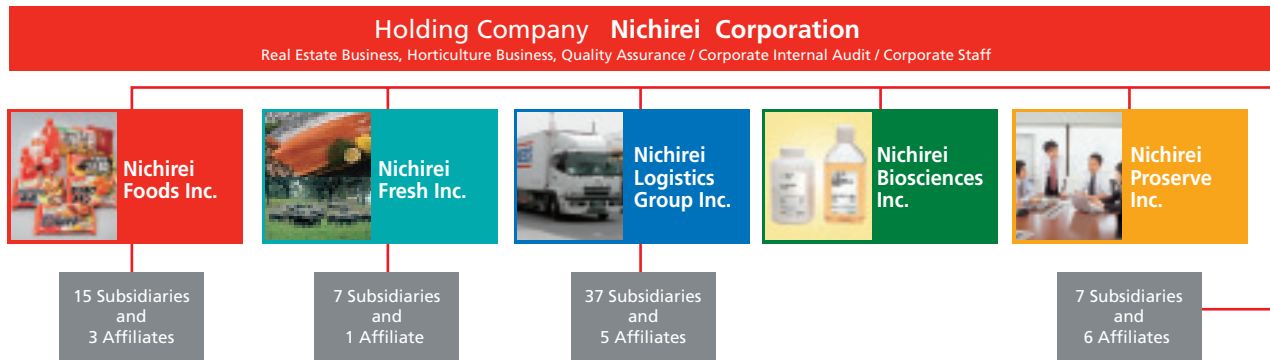 Holding Company Nichirei Corporation
Real Estate Business, Horticulture Business, Quality Assurance / Corporate Internal Audit / Corporate Staff
Nichirei
Foods Inc.
Nichirei
Fresh Inc.
Nichirei
Logistics
Group Inc.
Nichirei
Biosciences
Inc.
Nichirei
Proserve
Inc.
15 Subsidiaries
and
3 Affiliates
7 Subsidiaries
and
1 Affiliate
37 Subsidiaries
and
5 Affiliates
7 Subsidiaries
and
6 Affiliates